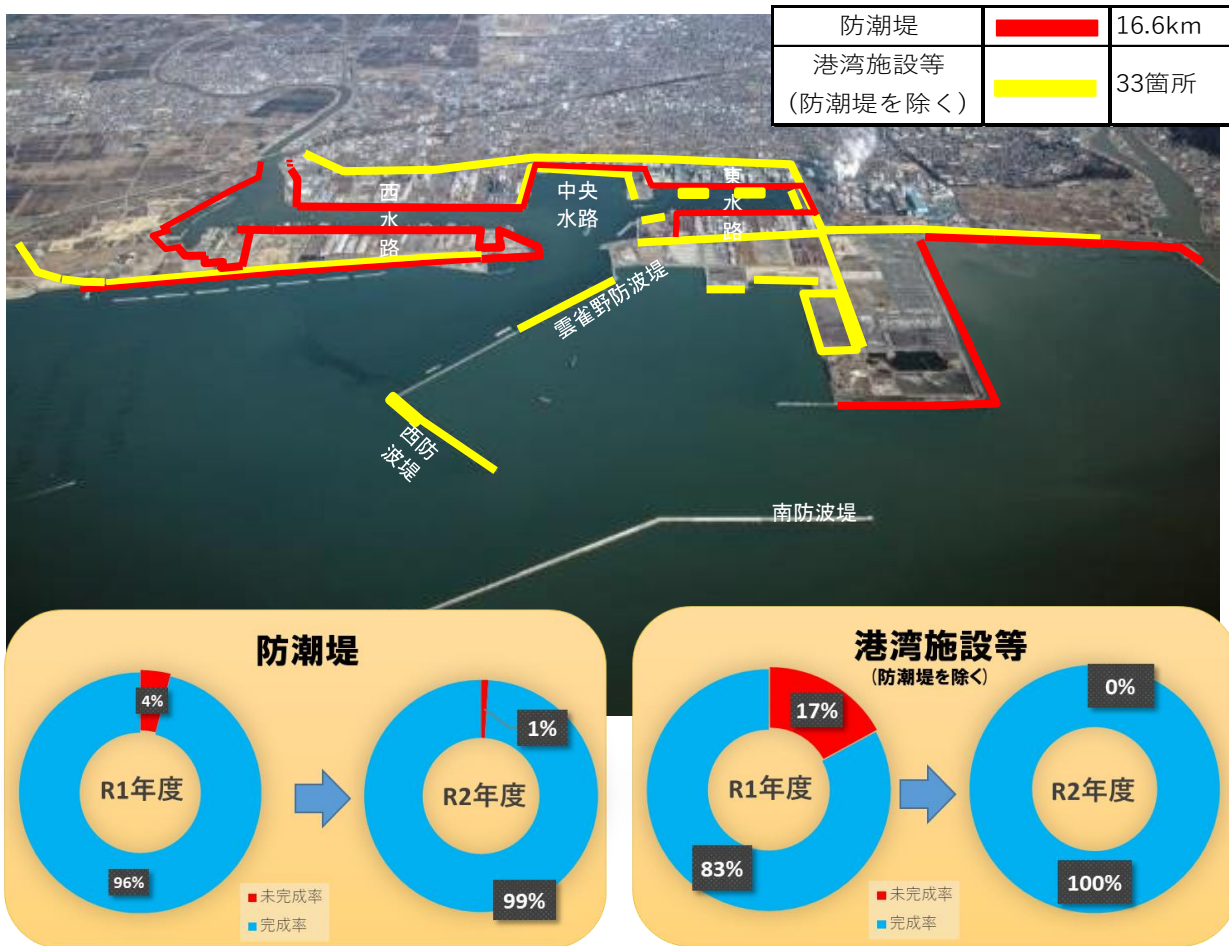 防潮堤 16.6km
港湾施設等
(防潮堤を除く) 33箇所
西
水
路
中央
水路
東
水
路
雲雀野防波堤
西防
波堤
南防波堤
防潮堤
4%
R1年度
96%
1%
R2年度
99%
未完成率
完成率
港湾施設等
(防潮堤を除く)
17%
R1年度
83%
0%
R2年度
100%
未完成率
完成率